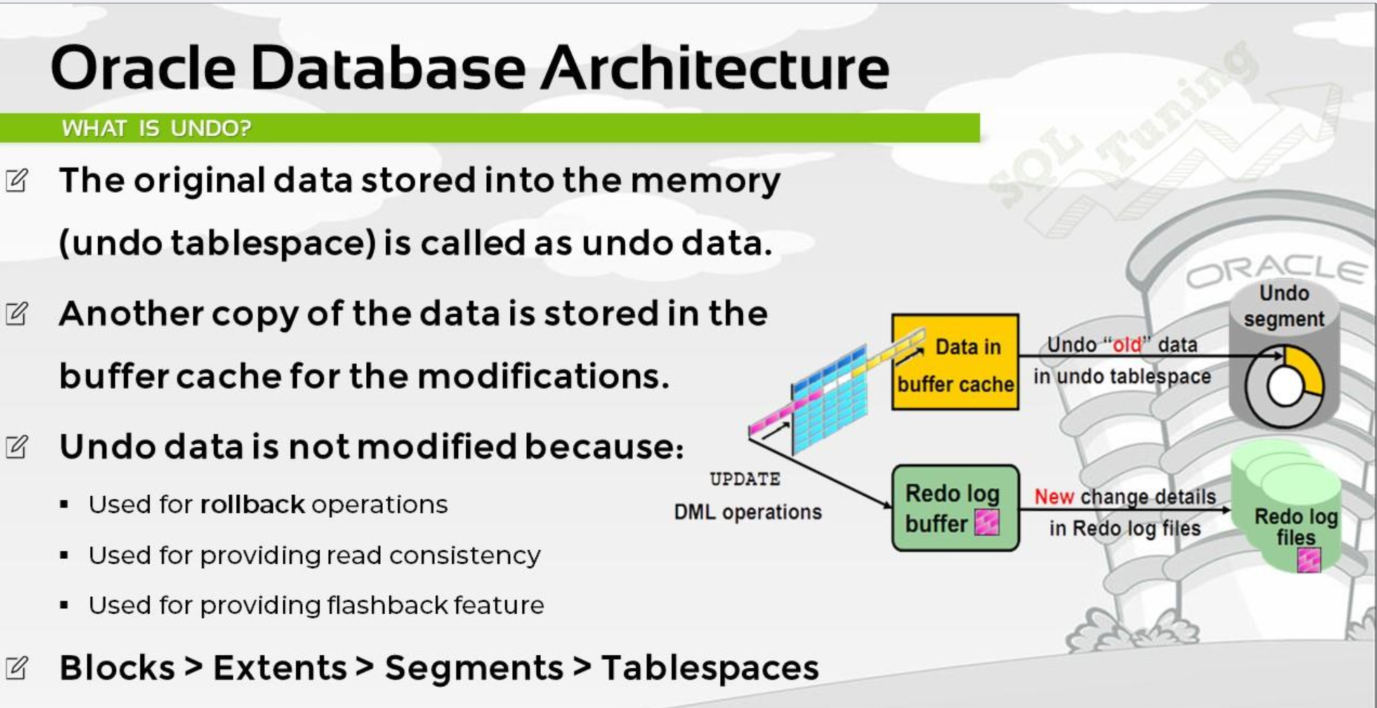 Oracle Database Architecture
WHAT IS UNDO?
The original data stored into the memory
(undo tablespace) is called as undo data.
Another copy of the data is stored in the
buffer cache for the modifications.
Undo data is not modified because:
Used for rollback operations
Used for providing read consistency
Used for providing flashback feature
Blocks > Extents > Segments > Tablespaces
SQL
Tuning
ORACLE
UPDATE
DML operations
Data in
buffer cache
Undo “old” data
in undo tablespace
Undo
segment
Redo log
buffer
New change details
in Redo log files
Redo log
files